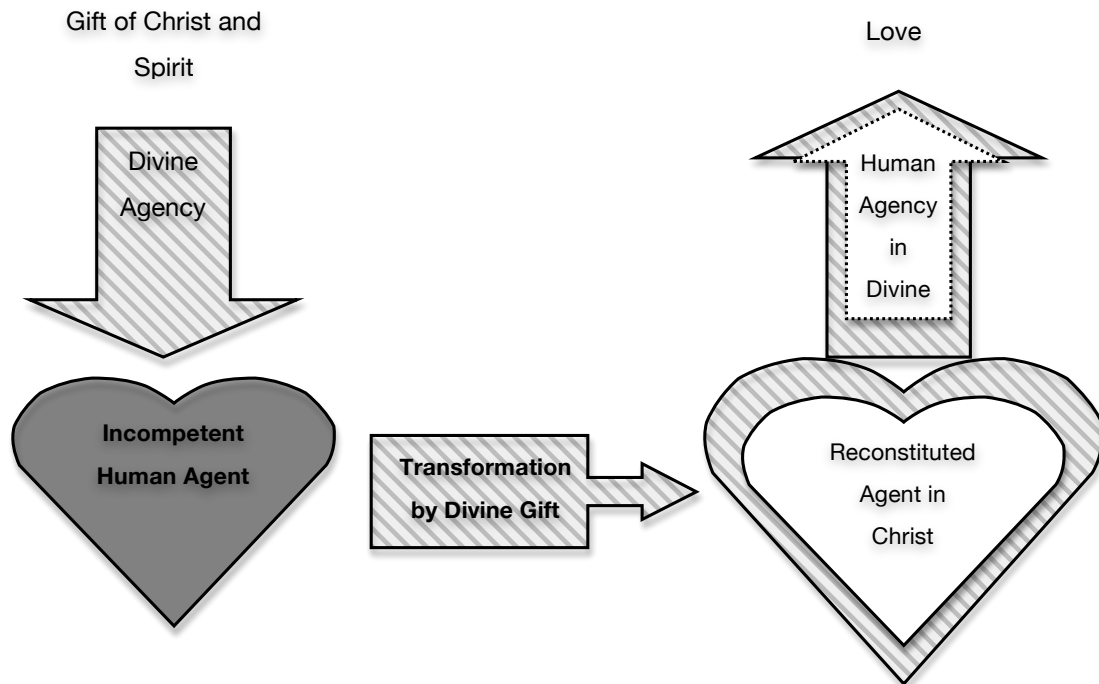 Gift of Christ and
Spirit
Divine
Agency
Incompetent
Human Agent
Transformation
by Divine Gift
Love
Human
Agency
in
Divine
Reconstituted
Agent in
Christ